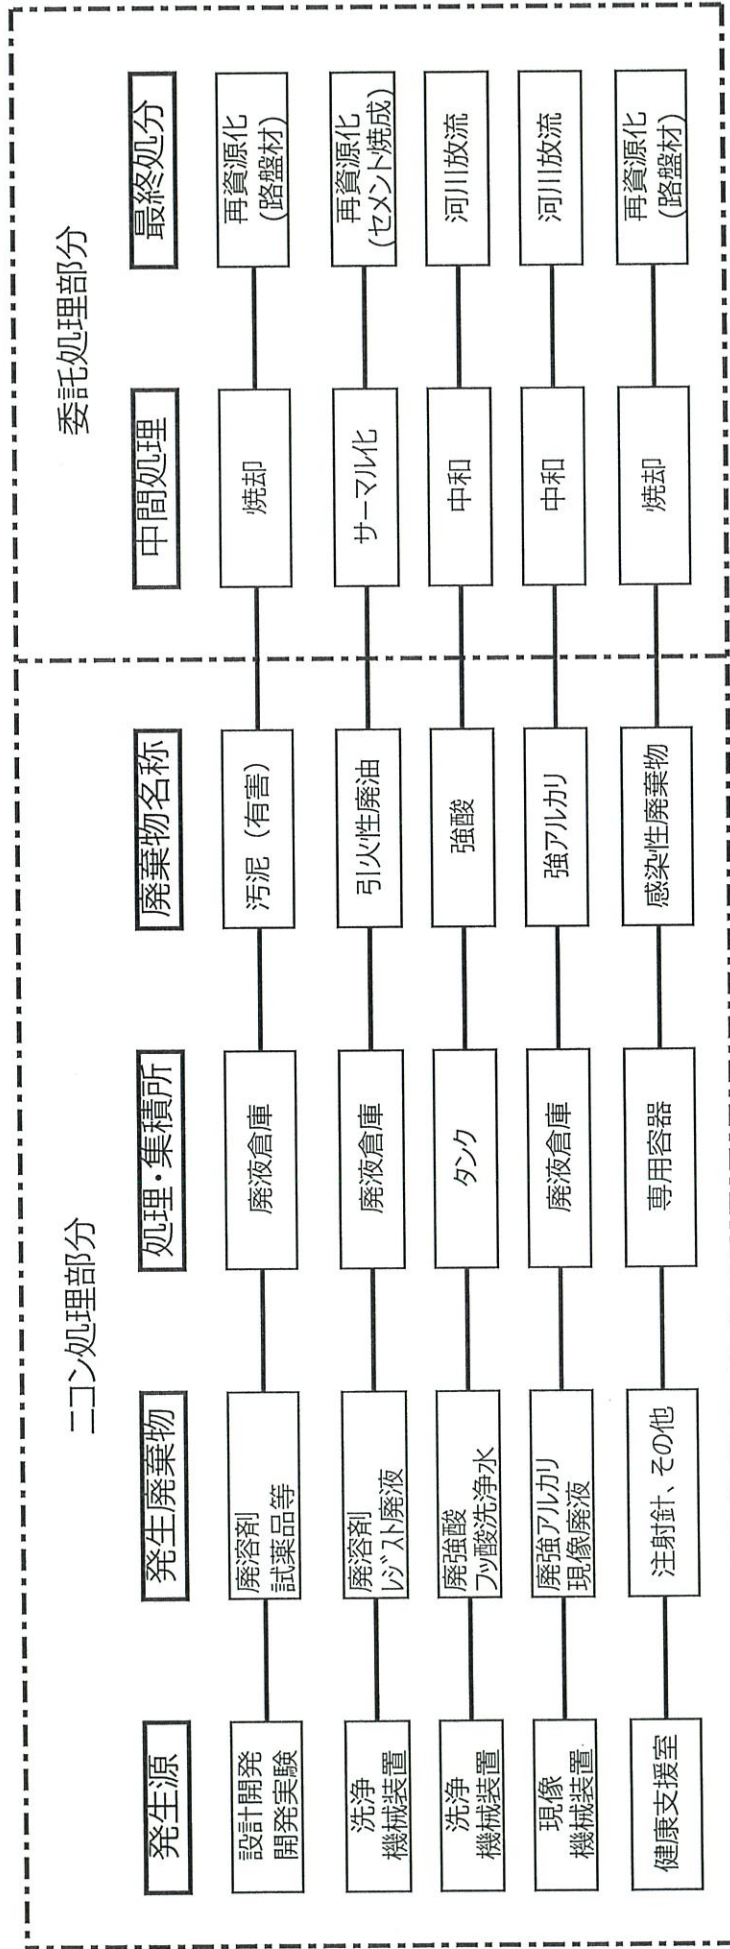 ニコン処理部分
委託処理部分
発生源
発生廃棄物
処理・集積所
廃棄物名称
中間処理
最終処分
設計開発
開発実験
廃溶剤
試薬品等
廃液倉庫
汚泥（有害）
焼却
再資源化
(路盤材)
洗浄
機械装置
廃溶剤
レジスト廃液
廃液倉庫
引火性廃油
サーマル化
再資源化
(セメント焼成)
洗浄
機械装置
廃強酸
フッ酸洗浄水
タンク
強酸
中和
河川放流
現像
機械装置
廃強アルカリ
現像廃液
廃液倉庫
強アルカリ
中和
河川放流
健康支援室
注射針、その他
専用容器
感染性廃棄物
焼却
再資源化
(路盤材)